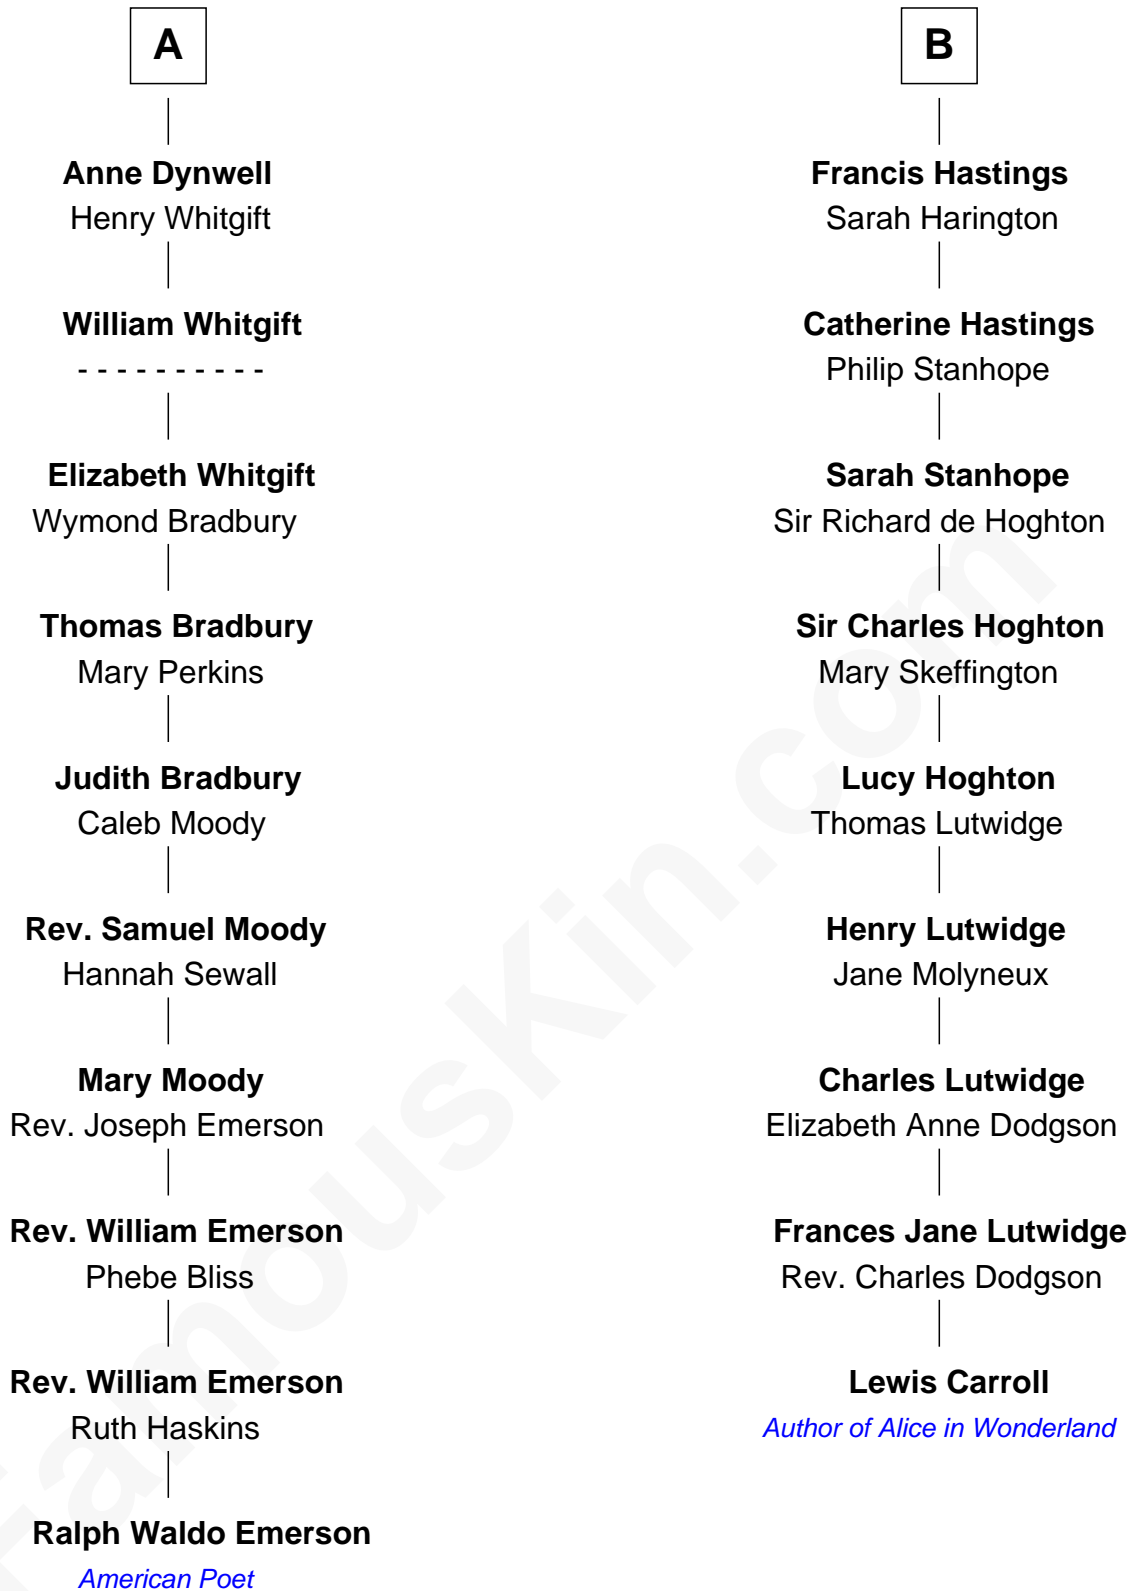 A
Anne Dynwell
Henry Whitgift
William Whitgift
- - - - - - - - - -
Elizabeth Whitgift
Wymond Bradbury
Thomas Bradbury
Mary Perkins
Judith Bradbury
Caleb Moody
Rev. Samuel Moody
Hannah Sewall
Mary Moody
Rev. Joseph Emerson
Rev. William Emerson
Phebe Bliss
Rev. William Emerson
Ruth Haskins
Ralph Waldo Emerson
American Poet
B
Francis Hastings
Sarah Harington
Catherine Hastings
Philip Stanhope
Sarah Stanhope
Sir Richard de Hoghton
Sir Charles Hoghton
Mary Skeffington
Lucy Hoghton
Thomas Lutwidge
Henry Lutwidge
Jane Molyneux
Charles Lutwidge
Elizabeth Anne Dodgson
Frances Jane Lutwidge
Rev. Charles Dodgson
Lewis Carroll
Author of Alice in Wonderland
FamousKin.com